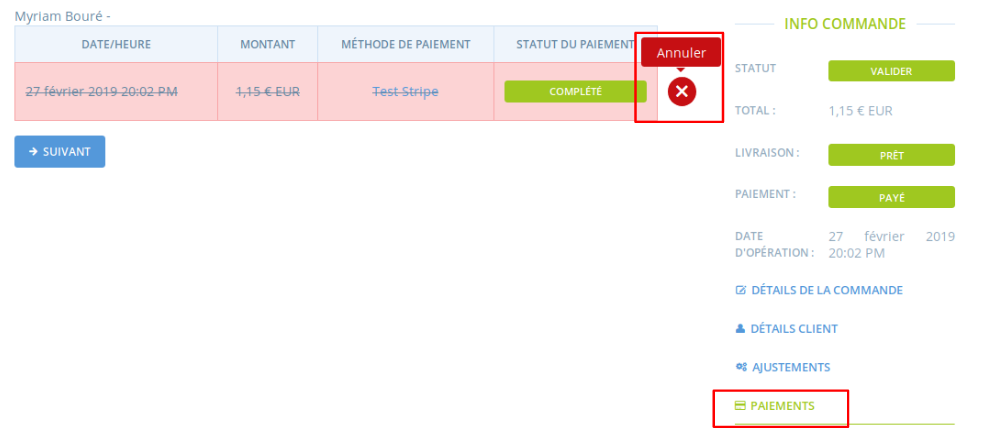 Myriam Bouré -
DATE/HEURE MONTANT MÉTHODE DE PAIEMENT STATUT DU PAIEMENT
Annuler
27 février 2019 20:02 PM 1,15 € EUR Test Stripe COMPLÉTÉ
SUIVANT
INFO COMMANDE
STATUT VALIDER
TOTAL : 1,15 € EUR
LIVRAISON : PRÊT
PAIEMENT : PAYÉ
DATE 27 février 2019
D'OPÉRATION : 20:02 PM
DÉTAILS DE LA COMMANDE
DÉTAILS CLIENT
AJUSTEMENTS
PAIEMENTS